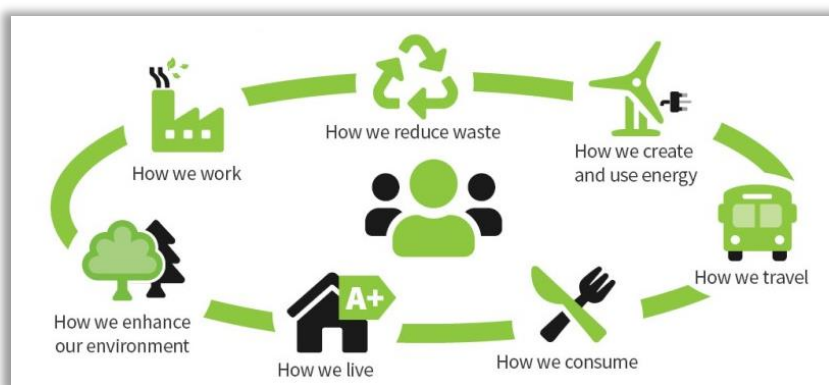 How we work
How we reduce waste
How we create
and use energy
How we travel
How we consume
A+
How we live
How we enhance
our environment